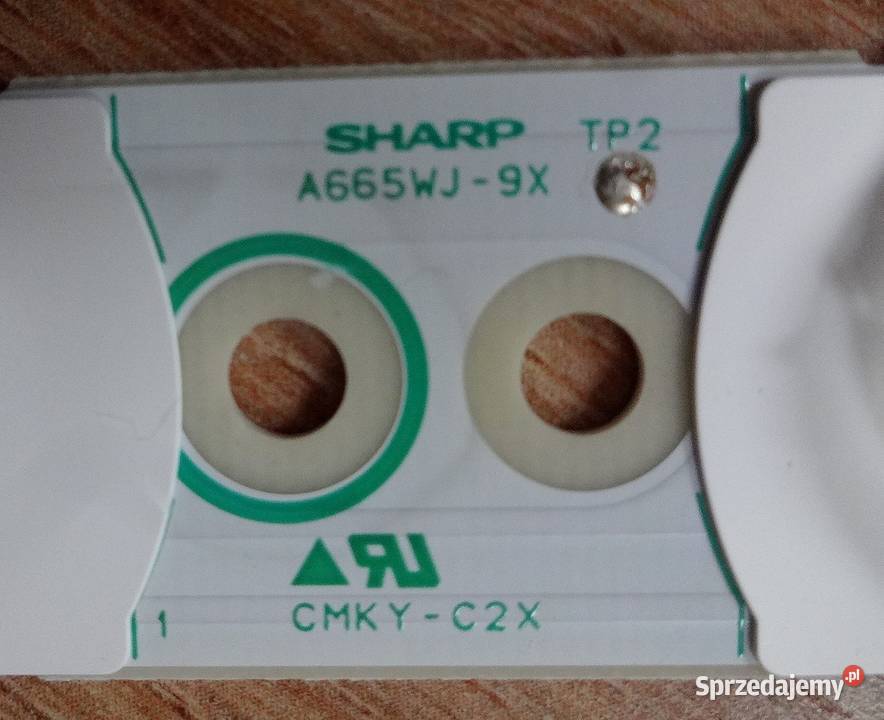 SHARP TP2
A665WJ-9X
1 CMKY-C2X
Sprzedajemy.pl